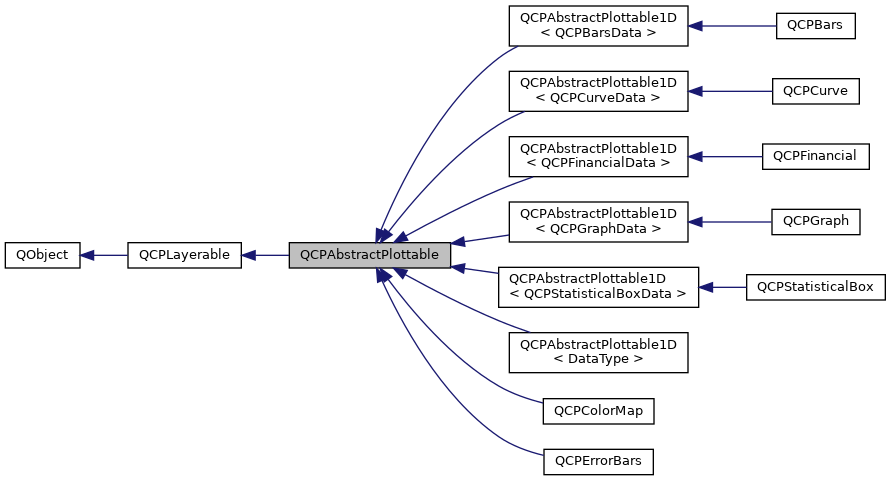 QCPAbstractPlottable1D
< QCPBarsData >
QCPBars
QCPAbstractPlottable1D
< QCPCurveData >
QCPCurve
QCPAbstractPlottable1D
< QCPFinancialData >
QCPFinancial
QCPAbstractPlottable1D
< QCPGraphData >
QCPGraph
QObject
QCPLayerable
QCPAbstractPlottable
QCPAbstractPlottable1D
< QCPStatisticalBoxData >
QCPStatisticalBox
QCPAbstractPlottable1D
< DataType >
QCPColorMap
QCPErrorBars